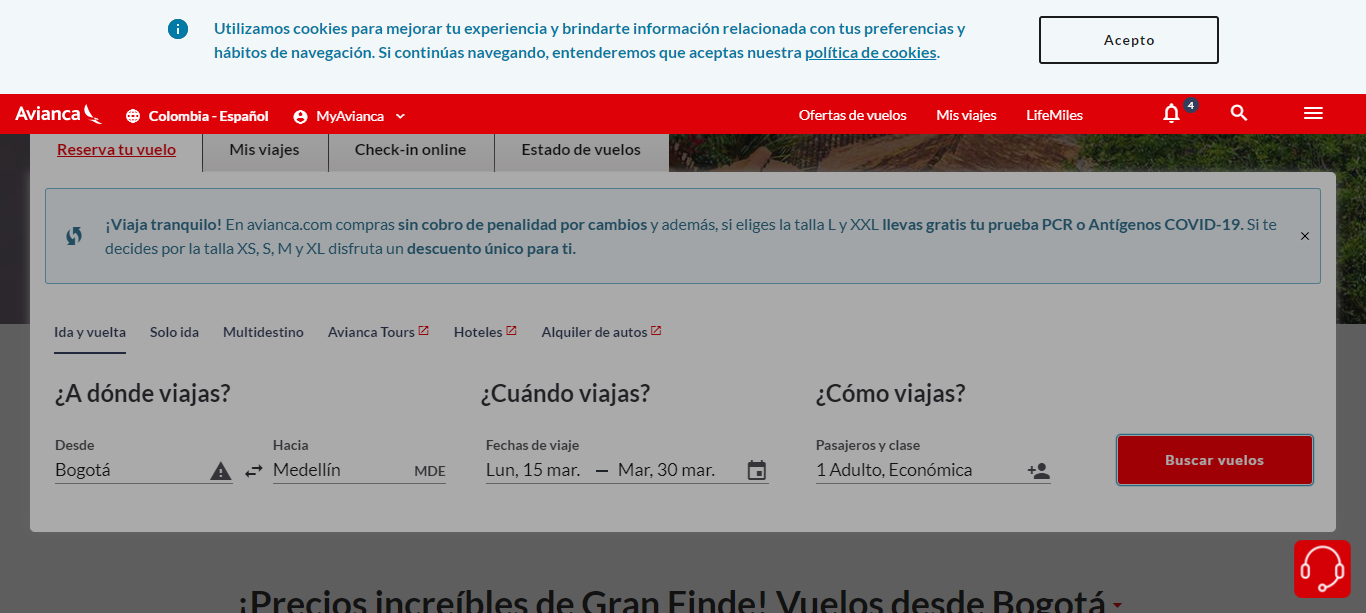 Utilizamos cookies para mejorar tu experiencia y brindarte información relacionada con tus preferencias y
hábitos de navegación. Si continúas navegando, entenderemos que aceptas nuestra política de cookies.
Acepto
Avianca
Colombia - Español
MyAvianca
Ofertas de vuelos
Mis viajes
LifeMiles
4
Reserva tu vuelo
Mis viajes
Check-in online
Estado de vuelos
¡Viaja tranquilo! En avianca.com compras sin cobro de penalidad por cambios y además, si eliges la talla L y XXL llevas gratis tu prueba PCR o Antígenos COVID-19. Si te
decides por la talla XS, S, M y XL disfruta un descuento único para ti.
Ida y vuelta
Solo ida
Multidestino
Avianca Tours
Hoteles
Alquiler de autos
¿A dónde viajas?
¿Cuándo viajas?
¿Cómo viajas?
Desde
Hacia
Fechas de viaje
Pasajeros y clase
Bogotá
Medellín
MDE
Lun, 15 mar. — Mar, 30 mar.
1 Adulto, Económica
Buscar vuelos
¡Precios increíbles de Gran Finde! Vuelos desde Bogotá